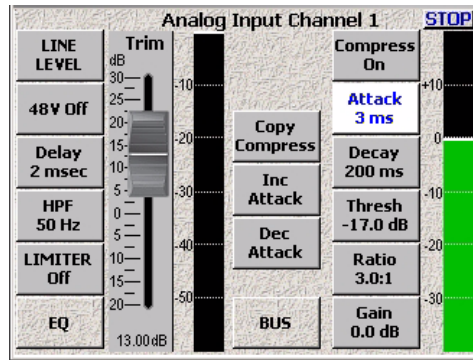 Analog Input Channel 1
STOP
LINE
LEVEL
48V Off
Delay
2 msec
HPF
50 Hz
LIMITER
Off
EQ
Trim
dB
30
25
20
15
10
5
0
5
10
15
20
13.00dB
-10
-20
-30
-40
-50
Copy
Compress
Inc
Attack
Dec
Attack
BUS
Compress
On
Attack
3 ms
Decay
200 ms
Thresh
-17.0 dB
Ratio
3.0:1
Gain
0.0 dB
+10
0
-10
-20
-30